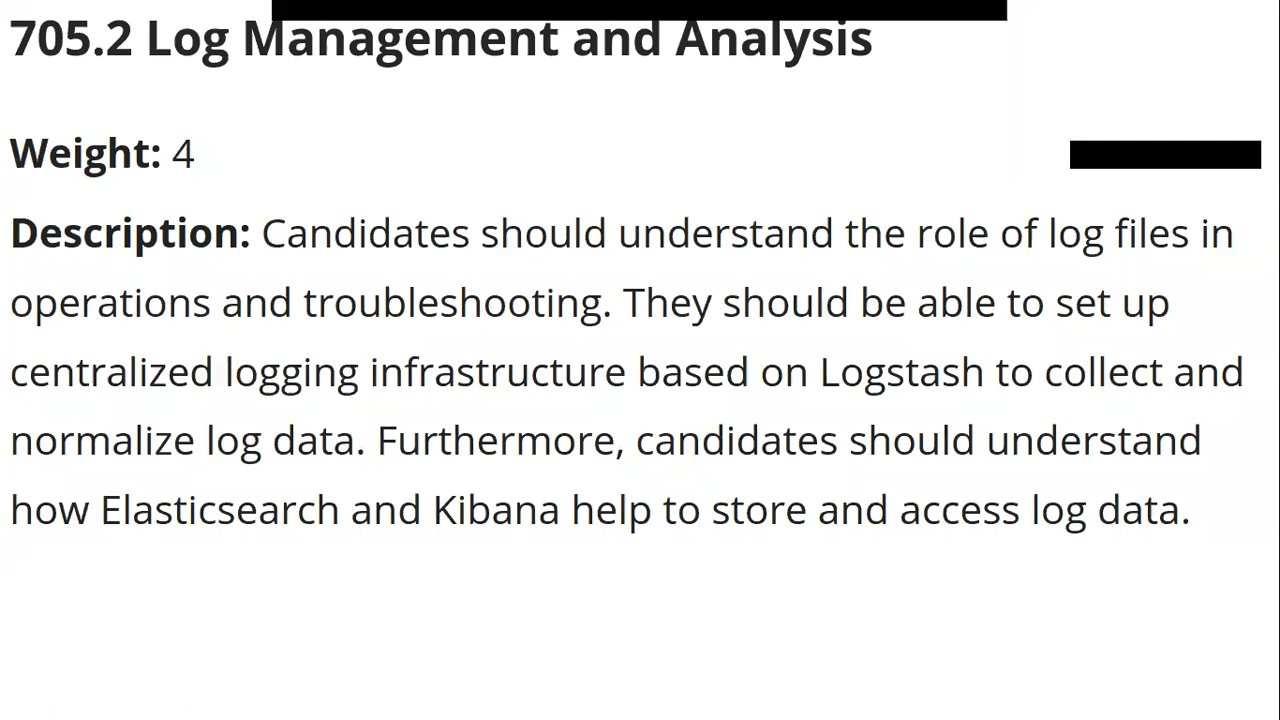 705.2 Log Management and Analysis
Weight: 4
Description: Candidates should understand the role of log files in
operations and troubleshooting. They should be able to set up
centralized logging infrastructure based on Logstash to collect and
normalize log data. Furthermore, candidates should understand
how Elasticsearch and Kibana help to store and access log data.